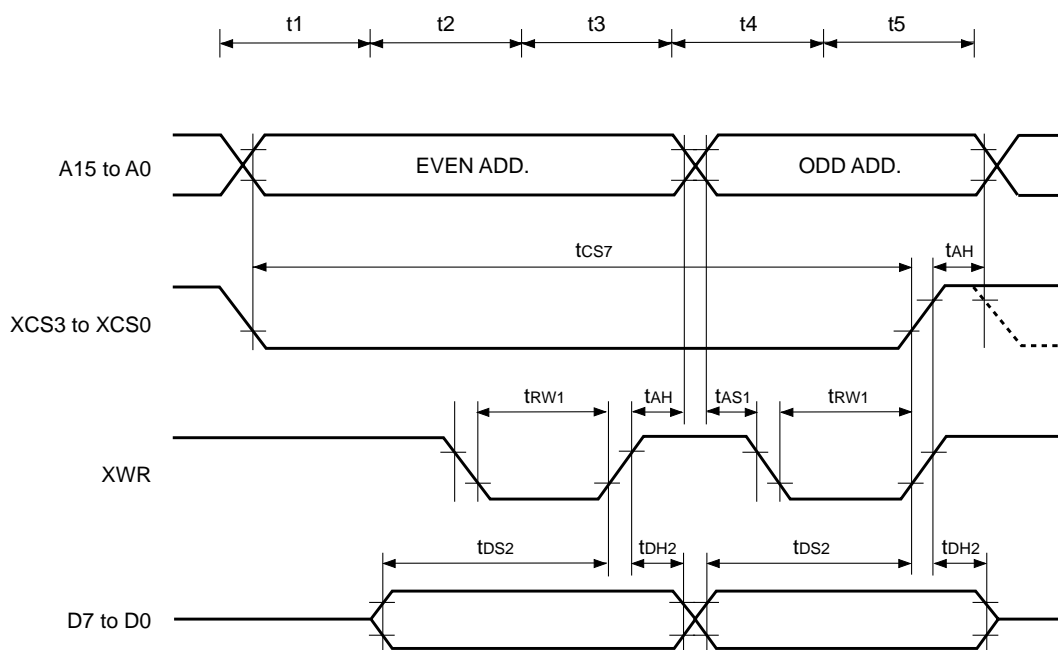 t1 t2 t3 t4 t5
A15 to A0 EVEN ADD. ODD ADD.
tCS7 tAH
XCS3 to XCS0
tRW1 tAH tAS1 tRW1
XWR
tDS2 tDH2 tDS2 tDH2
D7 to D0